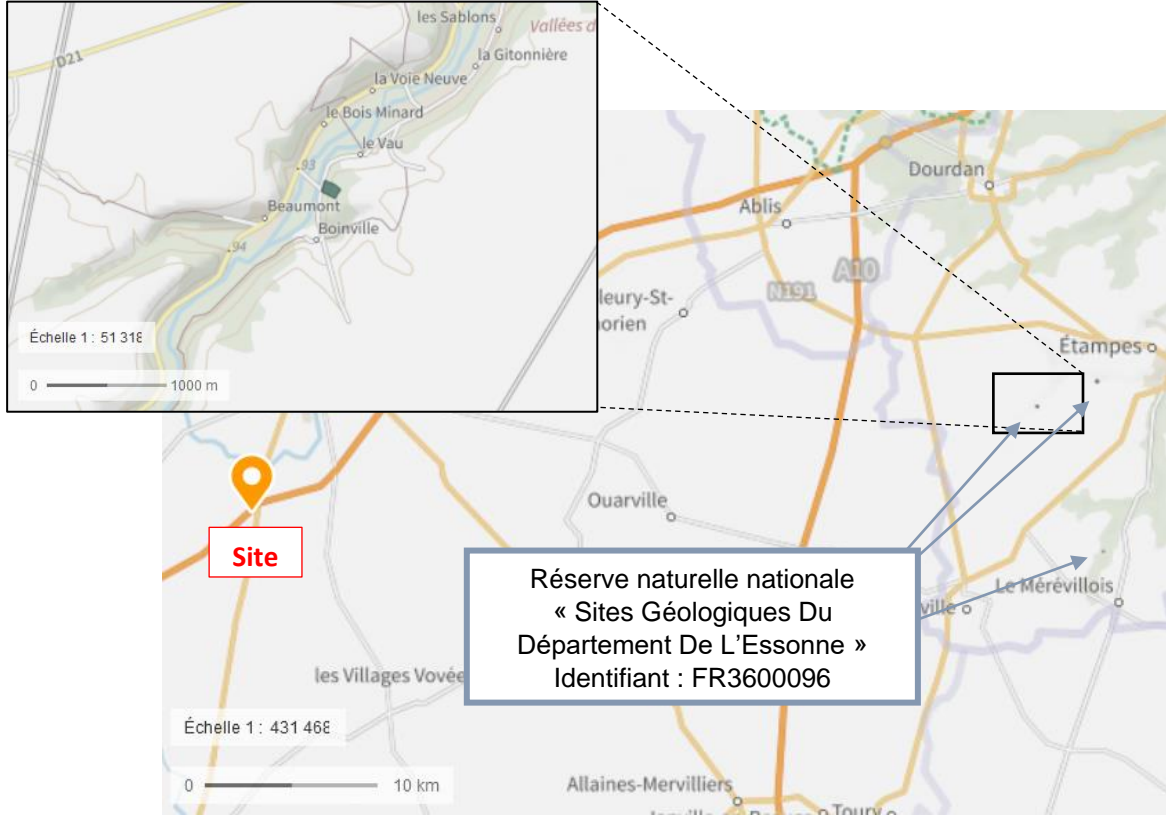 les Sablons
Vallées d
la Gitonnière
D21
la Voie Neuve
le Bois Minard
.93
le Vau
Beaumont
Boinville
.94
Échelle 1 : 51 318
0 1000 m
Dourdan
Ablis
A10
N191
leury-St-
orien
Étampes
Ouarville
Site
Réserve naturelle nationale
« Sites Géologiques Du
Département De L’Essonne »
Identifiant : FR3600096
Le Mérévillois
ville
les Villages Vovée
Échelle 1 : 431 468
0 10 km
Allaines-Mervilliers
Toury